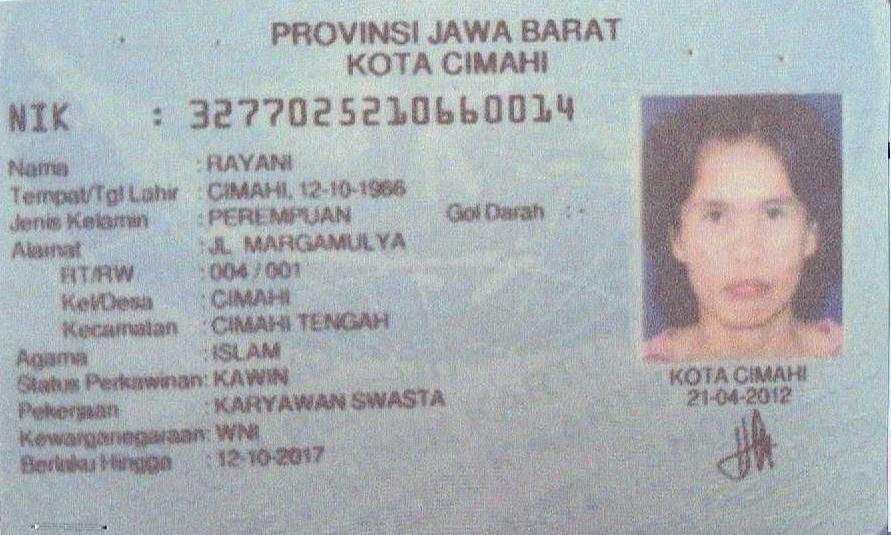 PROVINSI JAWA BARAT
KOTA CIMAHI
NIK : 3277025210660014
Nama : RAYANI
Tempat/Tgl Lahir : CIMAHI, 12-10-1966
Jenis Kelamin : PEREMPUAN Gol Darah : -
Alamat : JL MARGAMULYA
RT/RW : 004 / 001
Kel/Desa : CIMAHI
Kecamatan : CIMAHI TENGAH
Agama : ISLAM
Status Perkawinan: KAWIN
Pekerjaan : KARYAWAN SWASTA
Kewarganegaraan: WNI
Berlaku Hingga : 12-10-2017
KOTA CIMAHI
21-04-2012